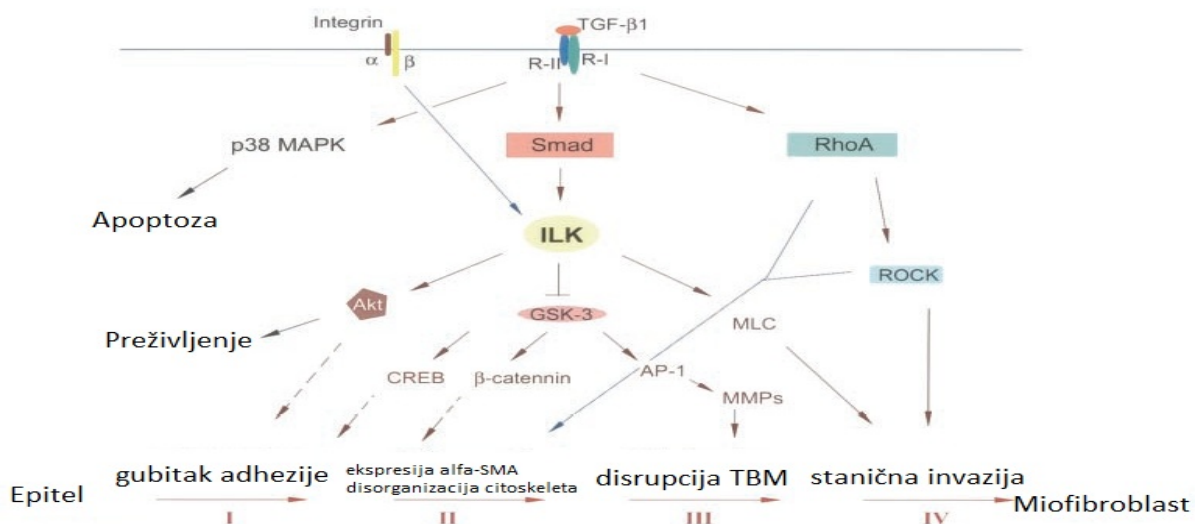 Integrin
TGF-β1
α
β
R-II
R-I
p38 MAPK
Smad
RhoA
Apoptoza
ILK
ROCK
Akt
GSK-3
MLC
Preživljenje
CREB
β-catennin
AP-1
MMPs
Epitel
gubitak adhezije
I
ekspresija alfa-SMA
disorganizacija citoskeleta
II
disrupcija TBM
III
stanična invazija
IV
Miofibroblast